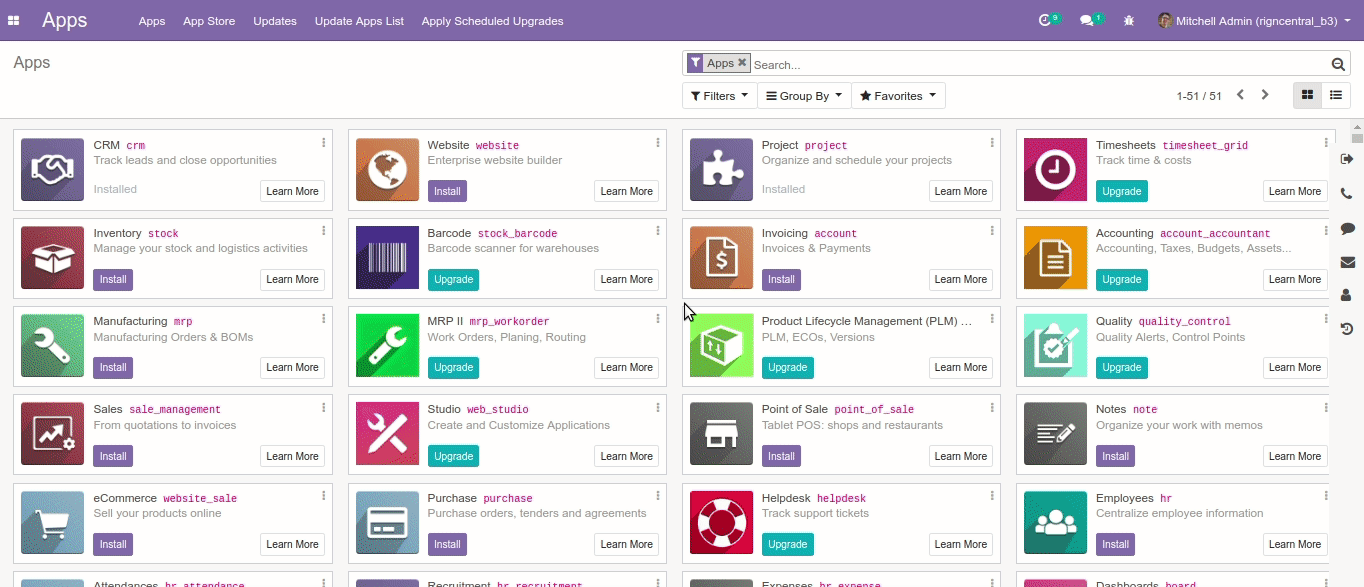 Apps Apps App Store Updates Update Apps List Apply Scheduled Upgrades 9 1 Mitchell Admin (rigncentral_b3)
Apps
Apps Search...
Filters Group By Favorites 1-51 / 51
CRM crm
Track leads and close opportunities
Installed Learn More
Website website
Enterprise website builder
Install Learn More
Project project
Organize and schedule your projects
Installed Learn More
Timesheets timesheet_grid
Track time & costs
Upgrade Learn More
Inventory stock
Manage your stock and logistics activities
Install Learn More
Barcode stock_barcode
Barcode scanner for warehouses
Upgrade Learn More
Invoicing account
Invoices & Payments
Install Learn More
Accounting account_accountant
Accounting, Taxes, Budgets, Assets...
Upgrade Learn More
Manufacturing mrp
Manufacturing Orders & BOMs
Install Learn More
MRP II mrp_workorder
Work Orders, Planing, Routing
Upgrade Learn More
Product Lifecycle Management (PLM) ...
PLM, ECOs, Versions
Upgrade Learn More
Quality quality_control
Quality Alerts, Control Points
Upgrade Learn More
Sales sale_management
From quotations to invoices
Install Learn More
Studio web_studio
Create and Customize Applications
Upgrade Learn More
Point of Sale point_of_sale
Tablet POS: shops and restaurants
Install Learn More
Notes note
Organize your work with memos
Install Learn More
eCommerce website_sale
Sell your products online
Install Learn More
Purchase purchase
Purchase orders, tenders and agreements
Install Learn More
Helpdesk helpdesk
Track support tickets
Upgrade Learn More
Employees hr
Centralize employee information
Install Learn More
Attendances hr_attendance
Recruitment hr_recruitment
Expenses hr_expense
Dashboards board